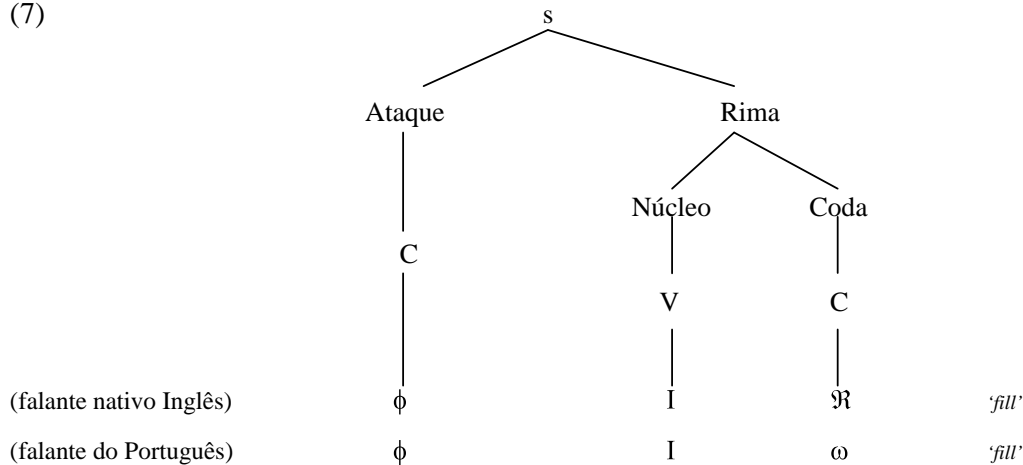 (7)
s
Ataque Rima
Núcleo Coda
C
V C
(falante nativo Inglês) ϕ I ℜ ‘fill’
(falante do Português) ϕ I ω ‘fill’